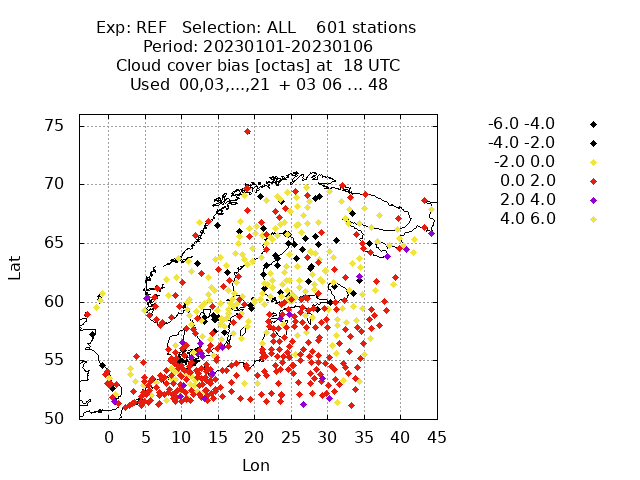 Exp: REF Selection: ALL 601 stations
Period: 20230101-20230106
Cloud cover bias [octas] at 18 UTC
Used 00,03,...,21 + 03 06 ... 48
-6.0 -4.0
-4.0 -2.0
-2.0 0.0
0.0 2.0
2.0 4.0
4.0 6.0
75
70
65
60
55
50
Lat
0 5 10 15 20 25 30 35 40 45
Lon